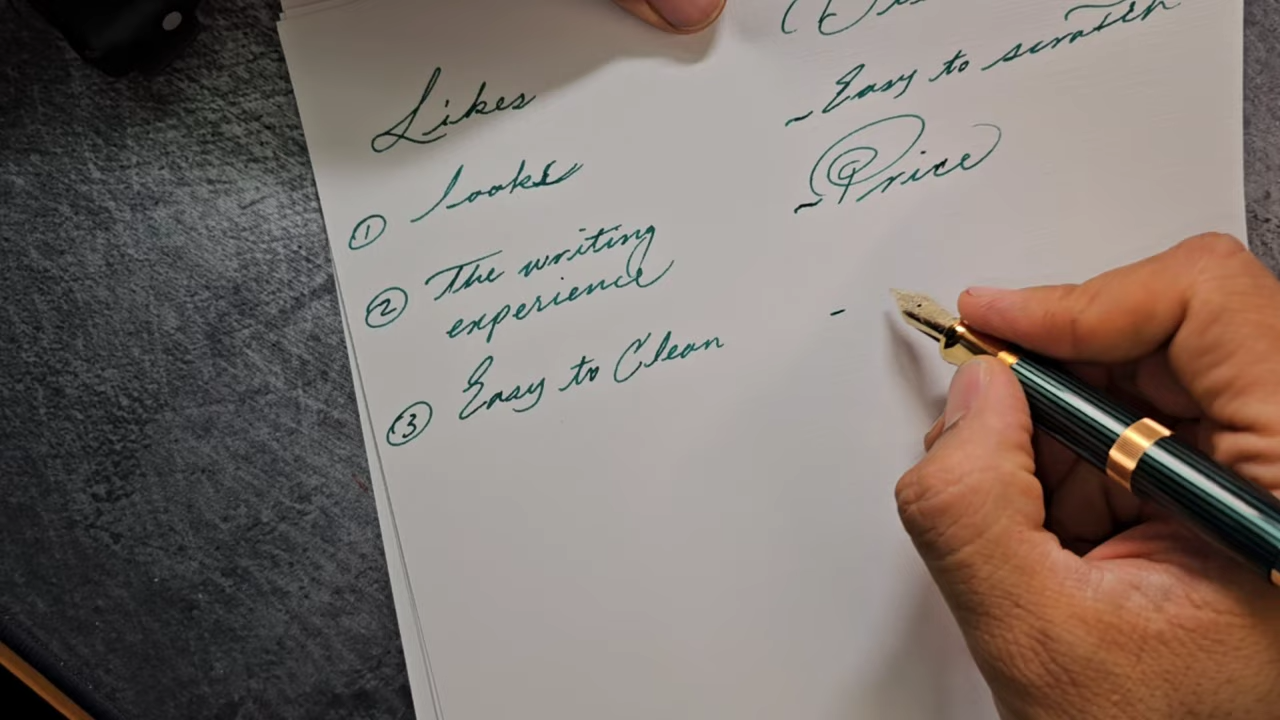 Likes
① looks
② The writing
experience
③ Easy to Clean
~ Easy to scratch
~ Price
-